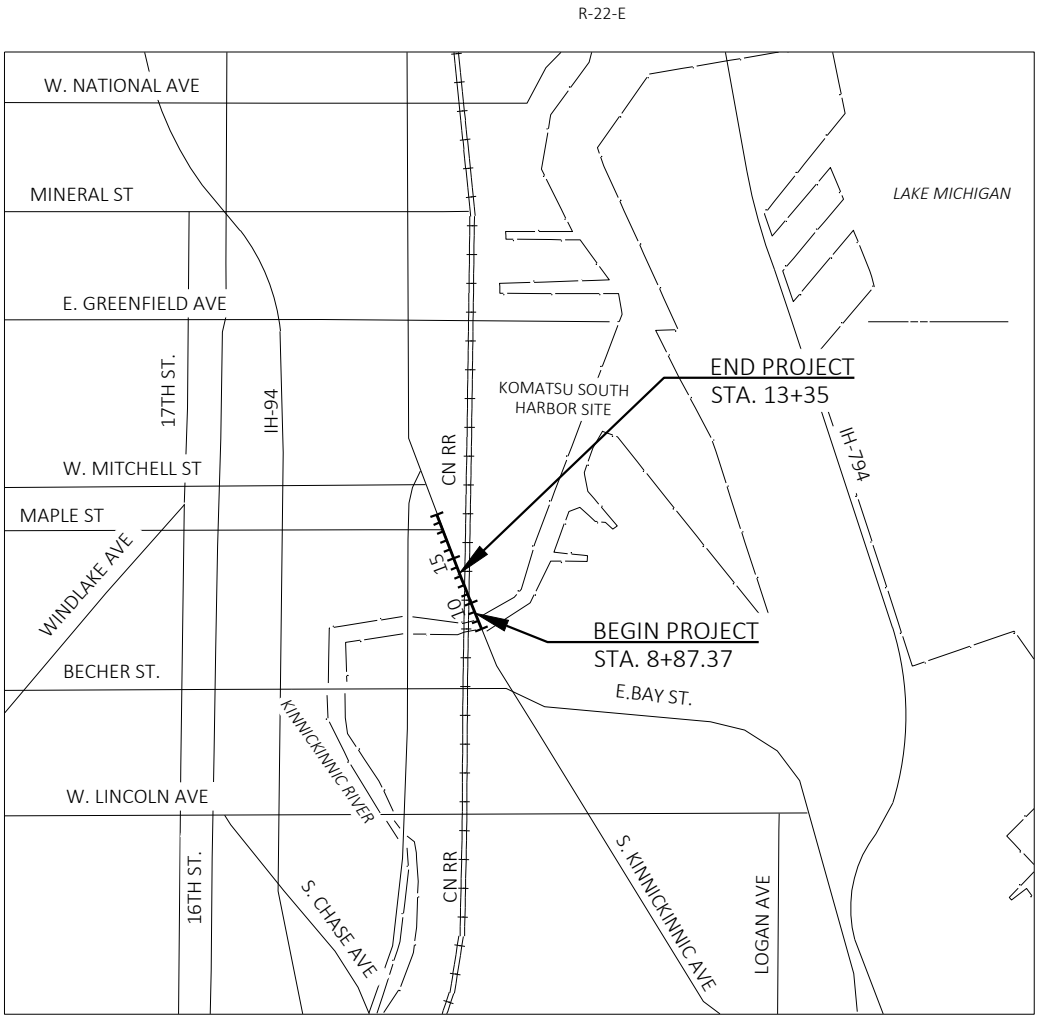 R-22-E
W. NATIONAL AVE
MINERAL ST
LAKE MICHIGAN
E. GREENFIELD AVE
17TH ST.
IH-94
END PROJECT
STA. 13+35
KOMATSU SOUTH
HARBOR SITE
CN RR
IH-794
W. MITCHELL ST
MAPLE ST
WINDLAKE AVE
15
10
BEGIN PROJECT
STA. 8+87.37
BECHER ST.
E.BAY ST.
KINNICKINNIC RIVER
W. LINCOLN AVE
16TH ST.
S. CHASE AVE
CN RR
S. KINNICKINNIC AVE
LOGAN AVE